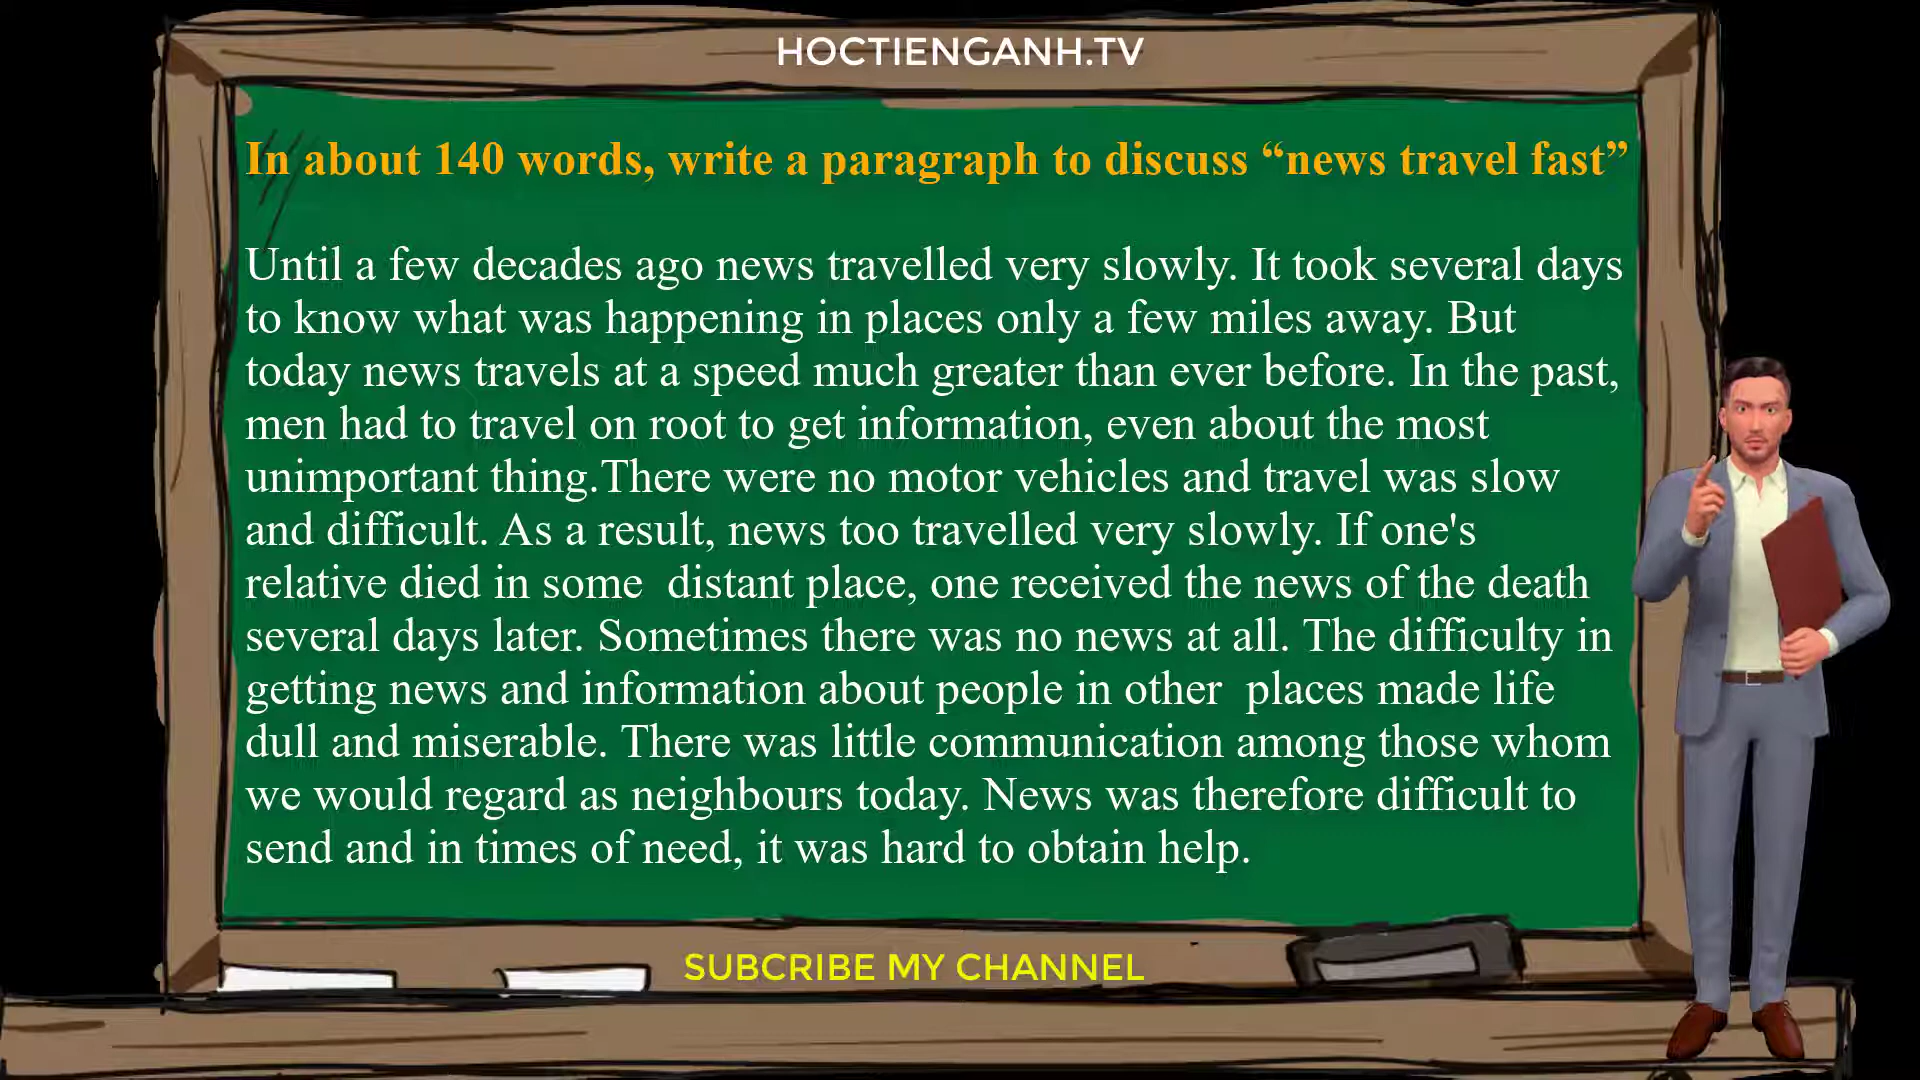 HOCTIENGANH.TV
In about 140 words, write a paragraph to discuss “news travel fast”
Until a few decades ago news travelled very slowly. It took several days
to know what was happening in places only a few miles away. But
today news travels at a speed much greater than ever before. In the past,
men had to travel on root to get information, even about the most
unimportant thing.There were no motor vehicles and travel was slow
and difficult. As a result, news too travelled very slowly. If one's
relative died in some  distant place, one received the news of the death
several days later. Sometimes there was no news at all. The difficulty in
getting news and information about people in other  places made life
dull and miserable. There was little communication among those whom
we would regard as neighbours today. News was therefore difficult to
send and in times of need, it was hard to obtain help.
SUBCRIBE MY CHANNEL